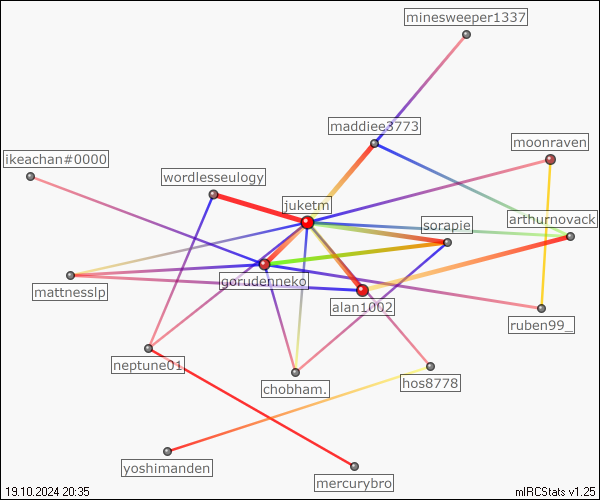 minesweeper1337
maddiee3773
moonraven
ikeachan#0000
wordlesseulogy
juketm
sorapie
arthurnovack
gorudenneko
mattnesslp
alan1002
ruben99_
neptune01
chobham.
hos8778
yoshimanden
mercurybro
19.10.2024 20:35
mIRCStats v1.25